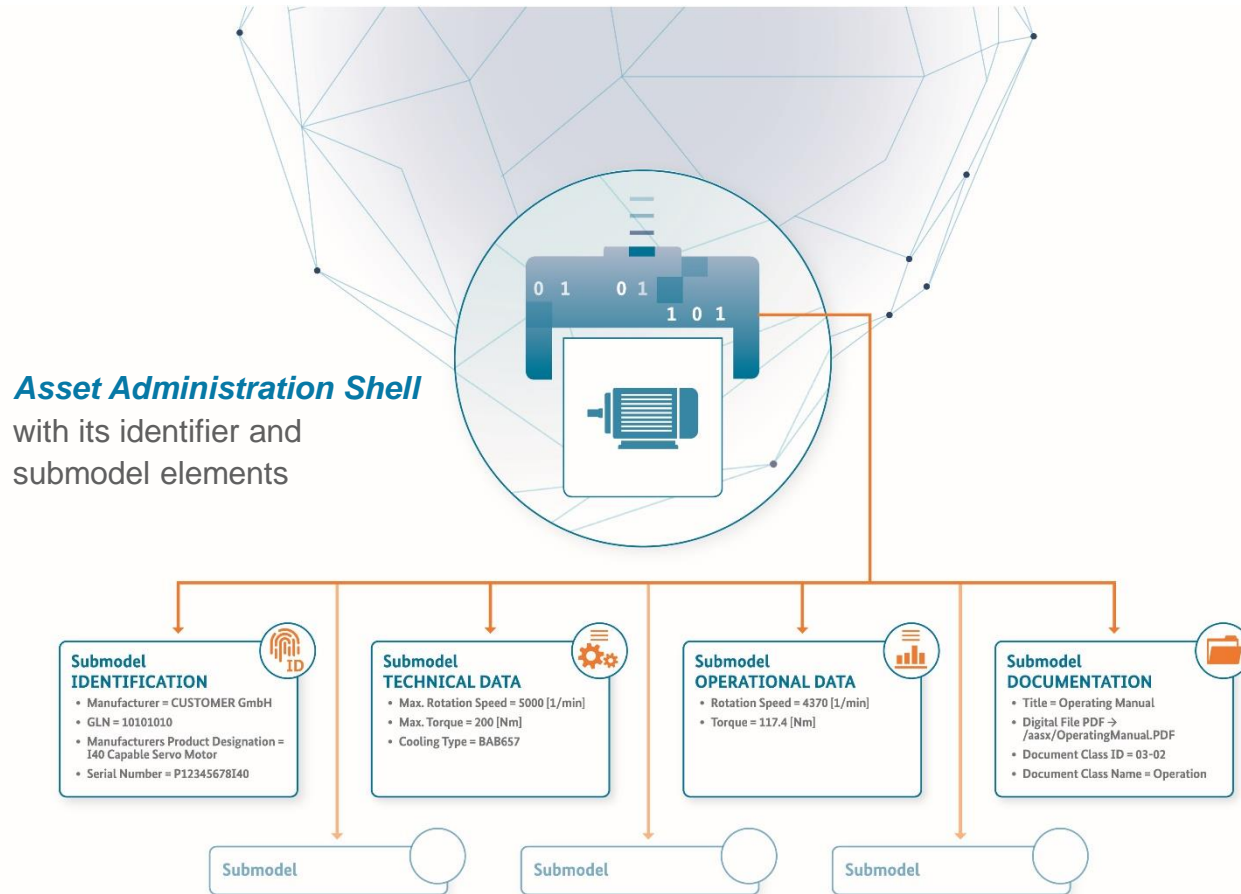 0 1 0 1
1 0 1
Asset Administration Shell
with its identifier and
submodel elements
ID
Submodel
IDENTIFICATION
• Manufacturer = CUSTOMER GmbH
• GLN = 10101010
• Manufacturers Product Designation =
I40 Capable Servo Motor
• Serial Number = P12345678I40
Submodel
TECHNICAL DATA
• Max. Rotation Speed = 5000 [1/min]
• Max. Torque = 200 [Nm]
• Cooling Type = BAB657
Submodel
OPERATIONAL DATA
• Rotation Speed = 4370 [1/min]
• Torque = 117.4 [Nm]
Submodel
DOCUMENTATION
• Title = Operating Manual
• Digital File PDF →
/aasx/OperatingManual.PDF
• Document Class ID = 03-02
• Document Class Name = Operation
Submodel
Submodel
Submodel